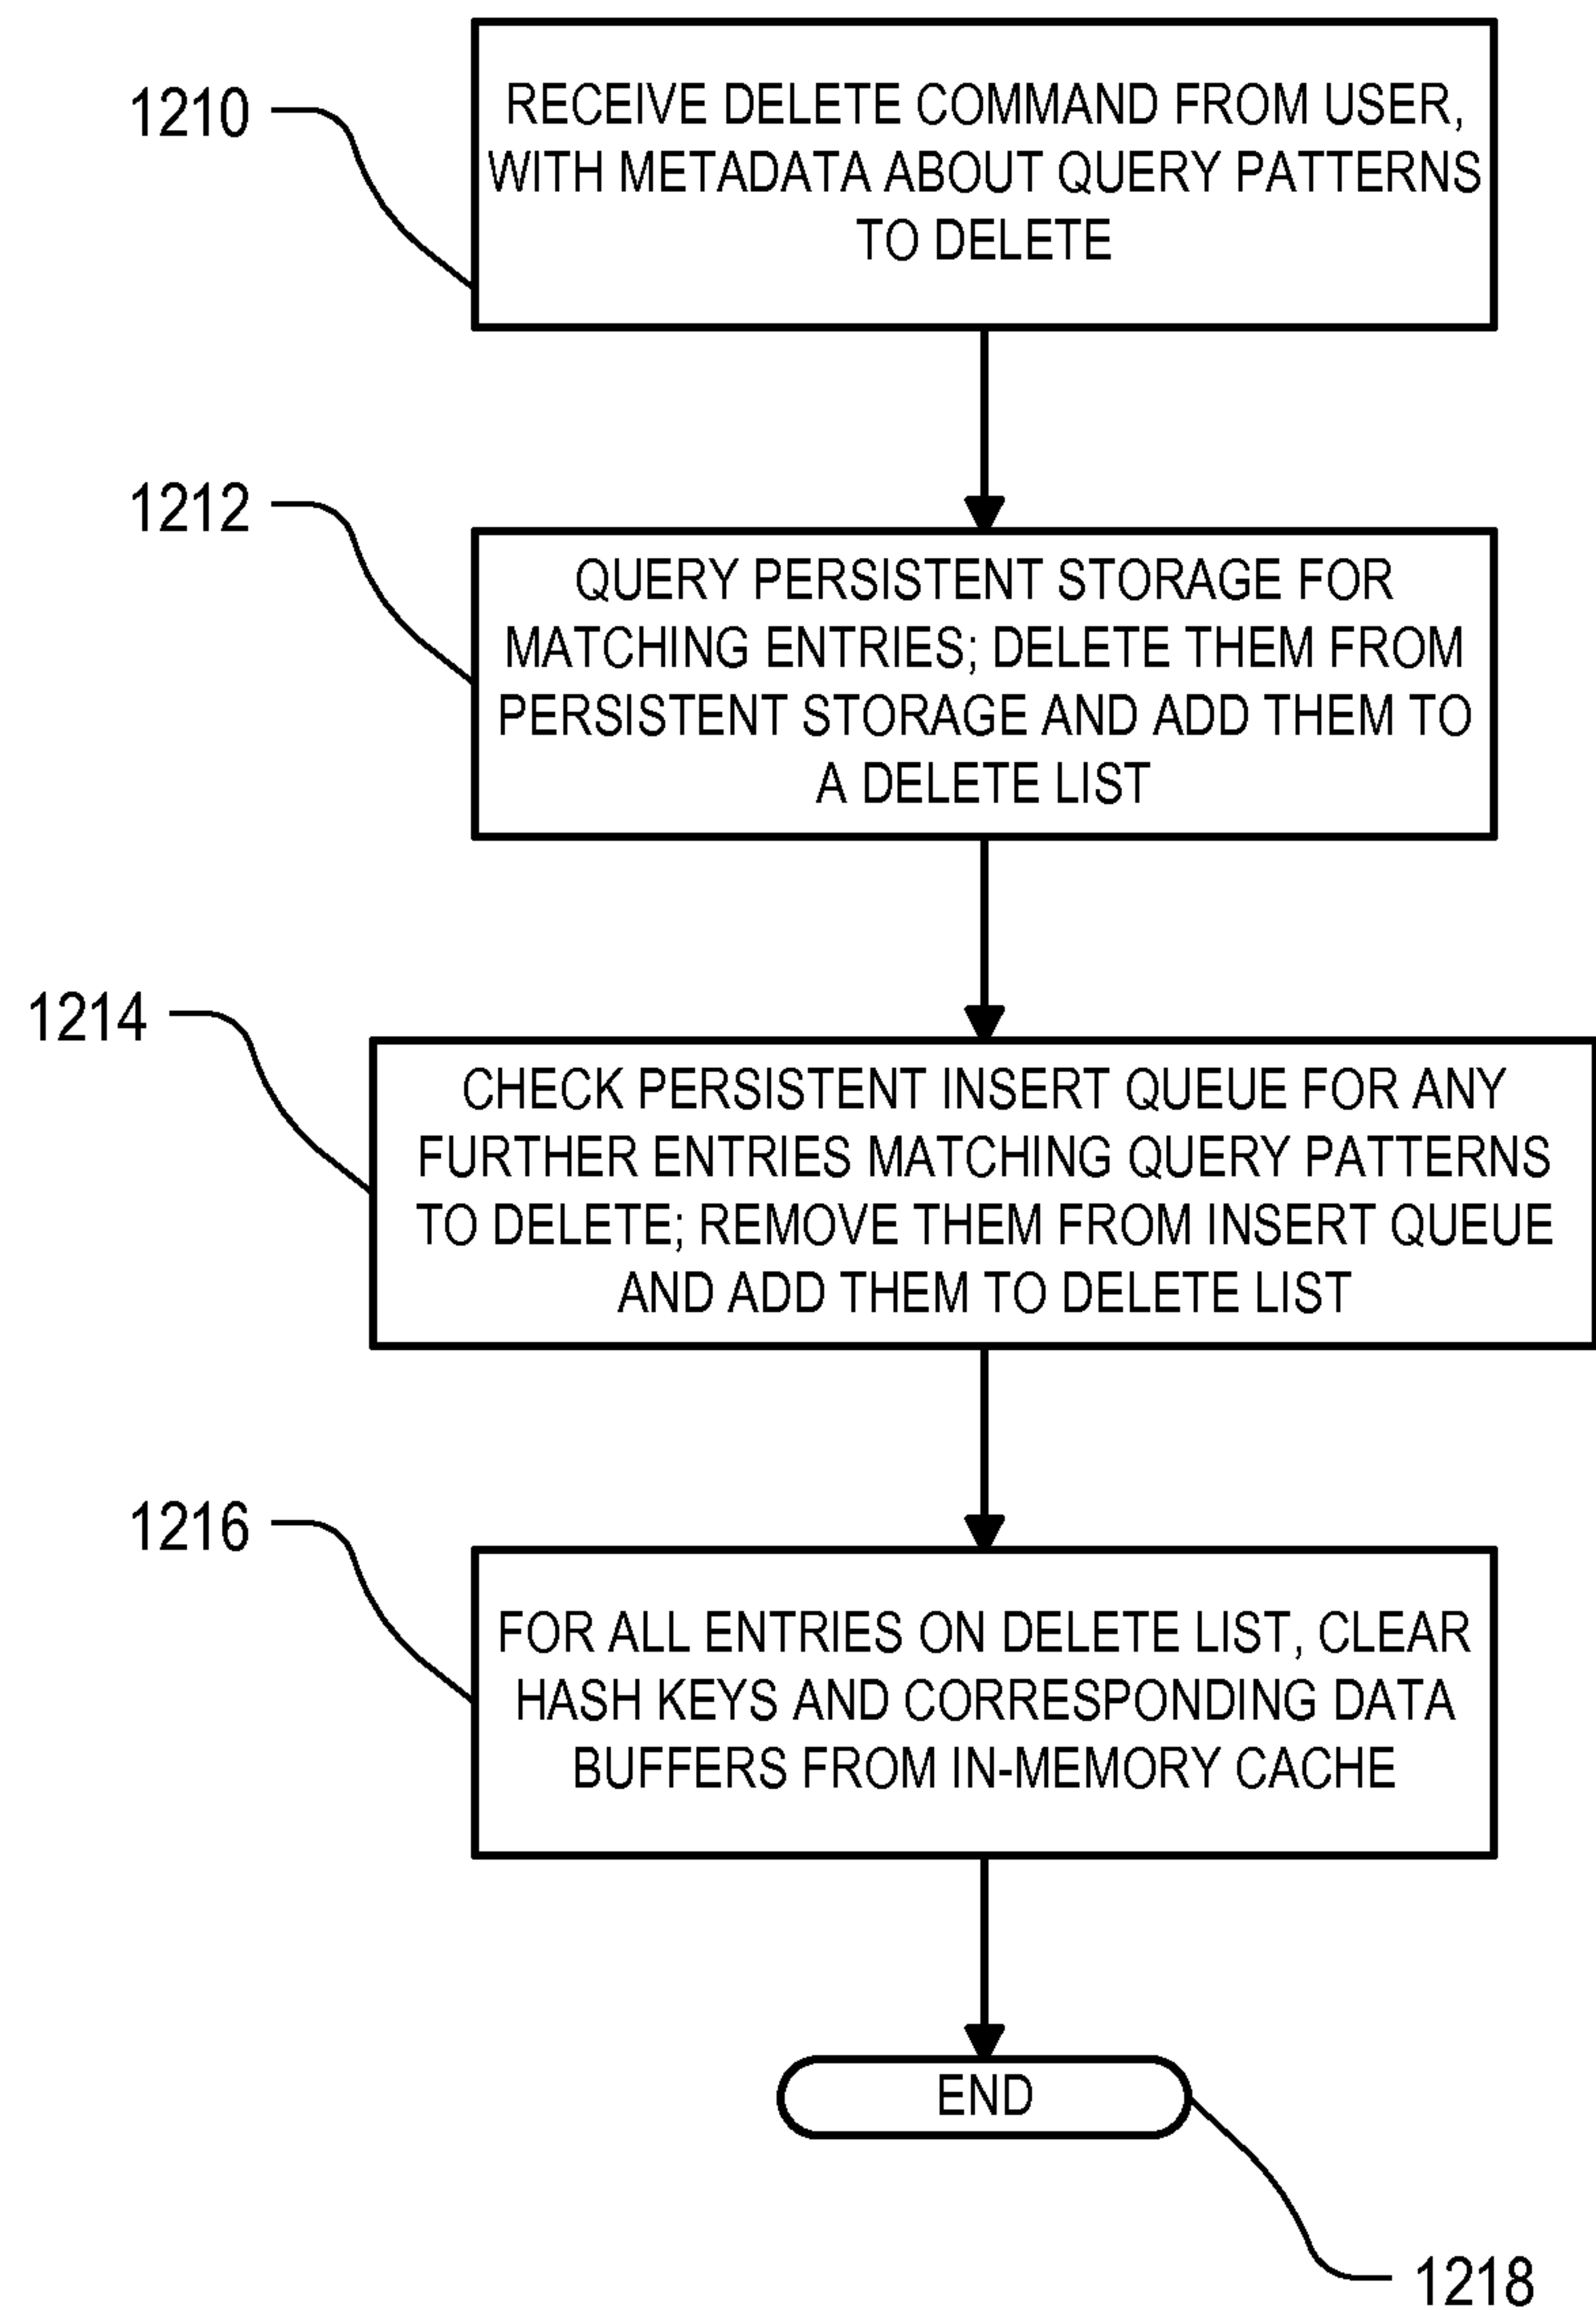 1210
RECEIVE DELETE COMMAND FROM USER,
WITH METADATA ABOUT QUERY PATTERNS
TO DELETE
1212
QUERY PERSISTENT STORAGE FOR
MATCHING ENTRIES; DELETE THEM FROM
PERSISTENT STORAGE AND ADD THEM TO
A DELETE LIST
1214
CHECK PERSISTENT INSERT QUEUE FOR ANY
FURTHER ENTRIES MATCHING QUERY PATTERNS
TO DELETE; REMOVE THEM FROM INSERT QUEUE
AND ADD THEM TO DELETE LIST
1216
FOR ALL ENTRIES ON DELETE LIST, CLEAR
HASH KEYS AND CORRESPONDING DATA
BUFFERS FROM IN-MEMORY CACHE
END
1218